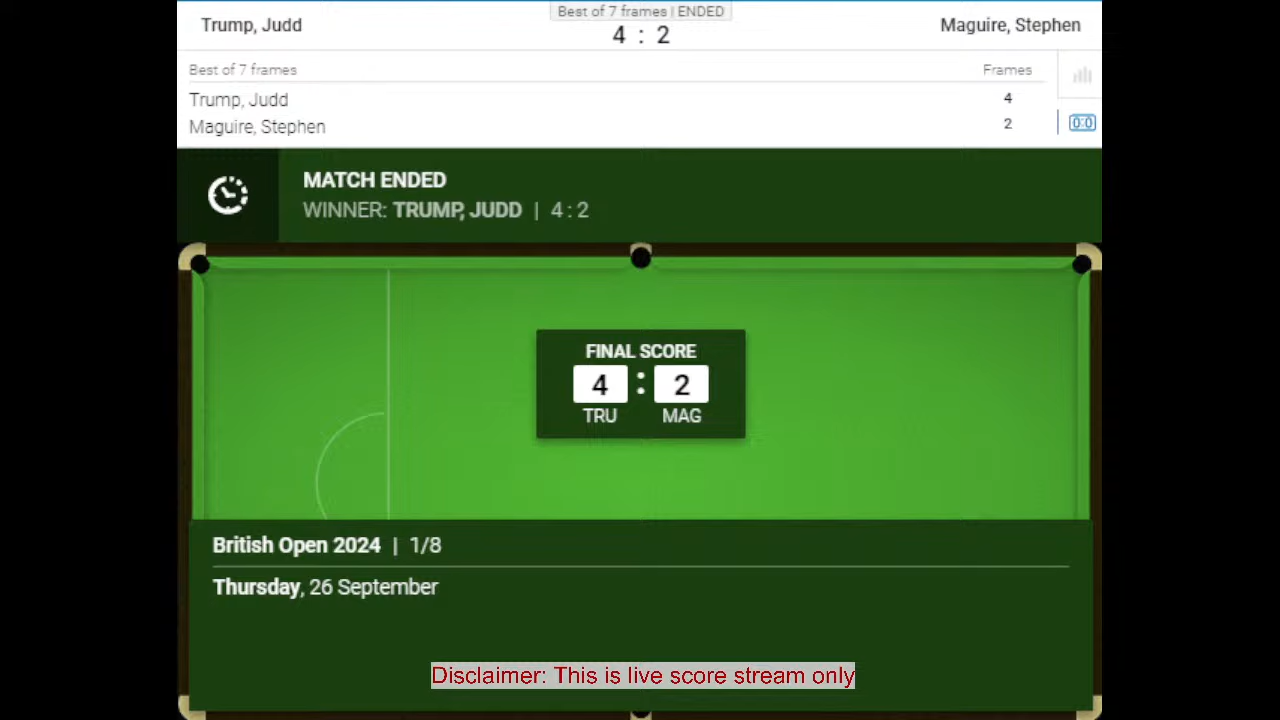 Best of 7 frames | ENDED
Trump, Judd
4 : 2
Maguire, Stephen
Best of 7 frames
Frames
Trump, Judd
4
Maguire, Stephen
2
0:0
MATCH ENDED
WINNER: TRUMP, JUDD | 4 : 2
FINAL SCORE
4 : 2
TRU MAG
British Open 2024 | 1/8
Thursday, 26 September
Disclaimer: This is live score stream only